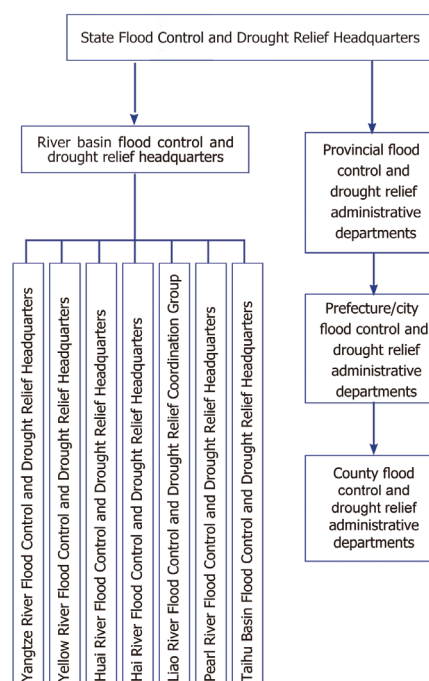 State Flood Control and Drought Relief Headquarters
River basin flood control and
drought relief headquarters
Provincial flood
control and
drought relief
administrative
departments
Prefecture/city
flood control and
drought relief
administrative
departments
County flood
control and
drought relief
administrative
departments
Yangtze River Flood Control and Drought Relief Headquarters
Yellow River Flood Control and Drought Relief Headquarters
Huai River Flood Control and Drought Relief Headquarters
Hai River Flood Control and Drought Relief Headquarters
Liao River Flood Control and Drought Relief Coordination Group
Pearl River Flood Control and Drought Relief Headquarters
Taihu Basin Flood Control and Drought Relief Headquarters